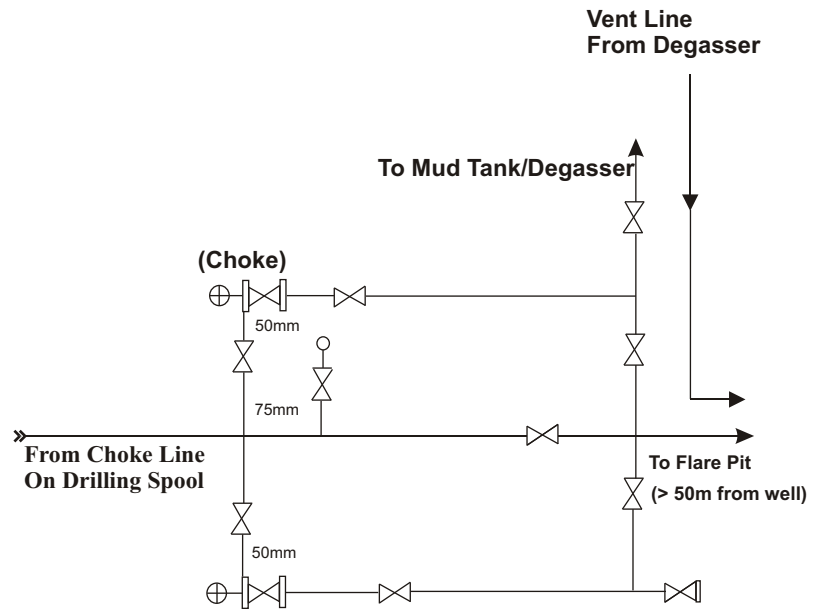 Vent Line
From Degasser
To Mud Tank/Degasser
(Choke)
50mm
75mm
From Choke Line
On Drilling Spool
To Flare Pit
(> 50m from well)
50mm